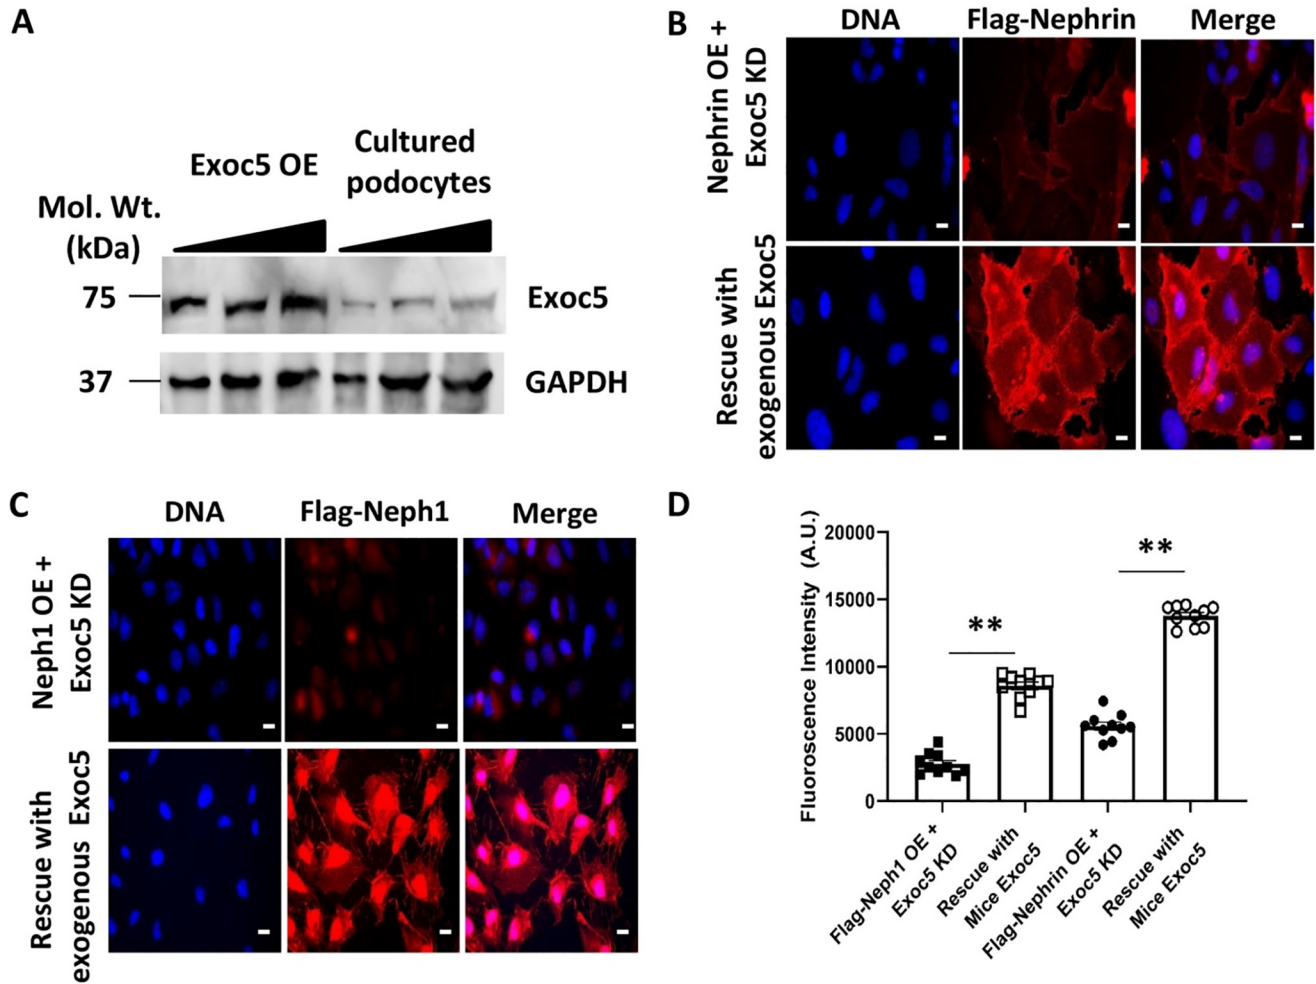 A
Exoc5 OE
Cultured
podocytes
Mol. Wt.
(kDa)
75
Exoc5
37
GAPDH
B
DNA
Flag-Nephrin
Merge
Nephrin OE +
Exoc5 KD
Rescue with
exogenous Exoc5
C
DNA
Flag-Neph1
Merge
Neph1 OE +
Exoc5 KD
Rescue with
exogenous Exoc5
D
Fluoroscence Intensity (A.U.)
20000
15000
10000
5000
0
**
**
Flag-Neph1 OE +
Exoc5 KD
Rescue with
Mice Exoc5
Flag-Nephrin OE +
Exoc5 KD
Rescue with
Mice Exoc5